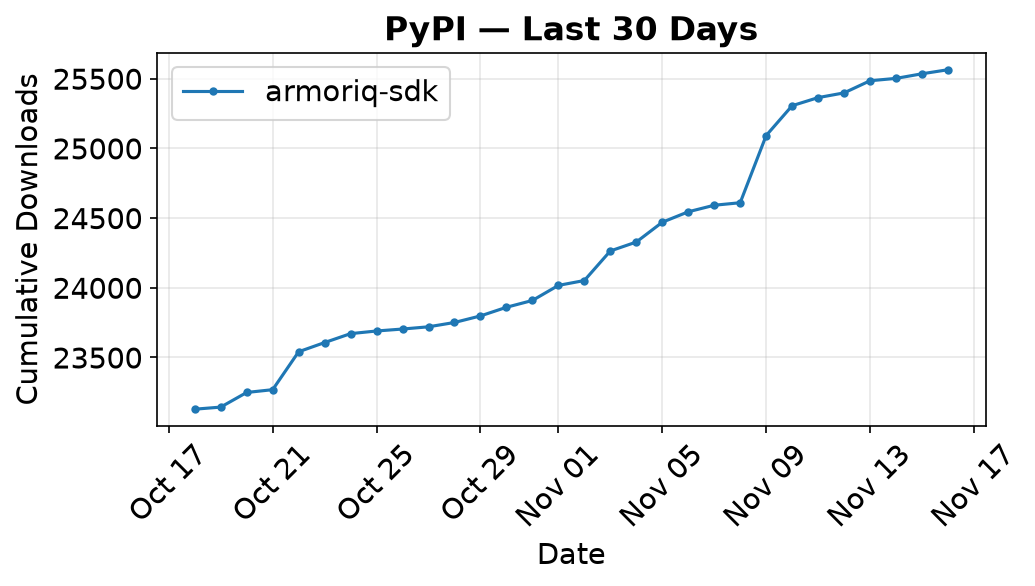 PyPI — Last 30 Days
armoriq-sdk
Cumulative Downloads
25500
25000
24500
24000
23500
Oct 17
Oct 21
Oct 25
Oct 29
Nov 01
Nov 05
Nov 09
Nov 13
Nov 17
Date